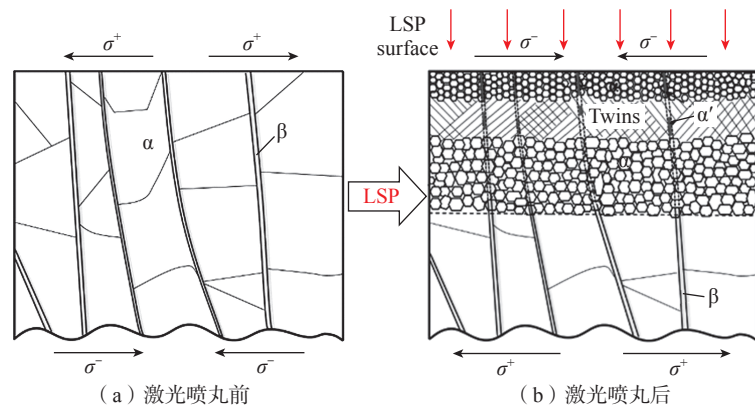 σ⁺
σ⁺
α
β
σ⁻
σ⁻
（a）激光喷丸前
LSP
LSP
surface
σ⁻
σ⁻
α
Twins
α′
α
β
σ⁺
σ⁺
（b）激光喷丸后